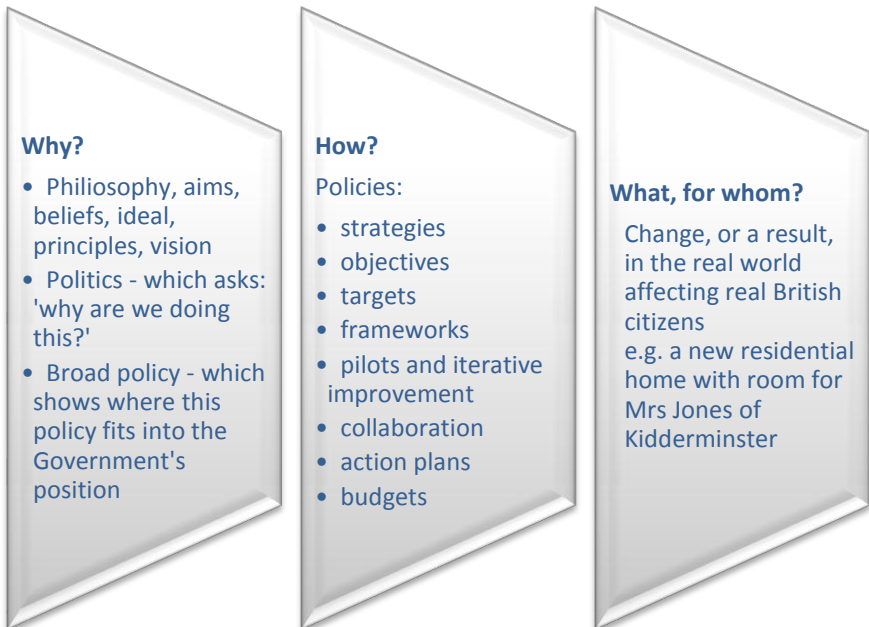 Why?
• Philiosophy, aims,
beliefs, ideal,
principles, vision
• Politics - which asks:
'why are we doing
this?'
• Broad policy - which
shows where this
policy fits into the
Government's
position
How?
Policies:
• strategies
• objectives
• targets
• frameworks
• pilots and iterative
improvement
• collaboration
• action plans
• budgets
What, for whom?
Change, or a result,
in the real world
affecting real British
citizens
e.g. a new residential
home with room for
Mrs Jones of
Kidderminster